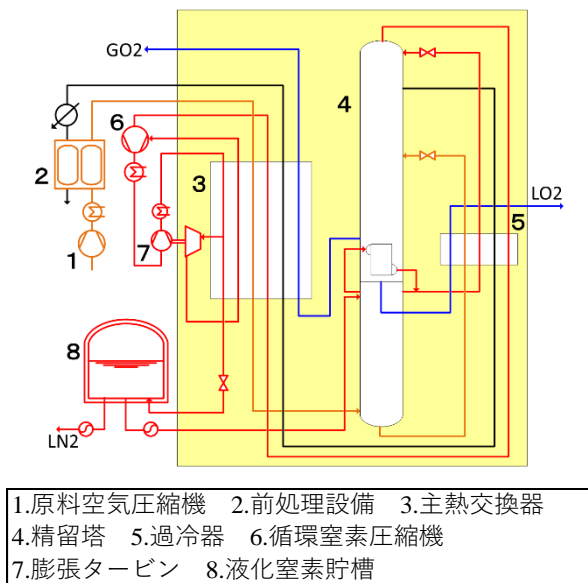 GO2
4
6
2
3
LO2
5
7
1
8
LN2
1.原料空気圧縮機 2.前処理設備 3.主熱交換器
4.精留塔 5.過冷器 6.循環窒素圧縮機
7.膨張タービン 8.液化窒素貯槽